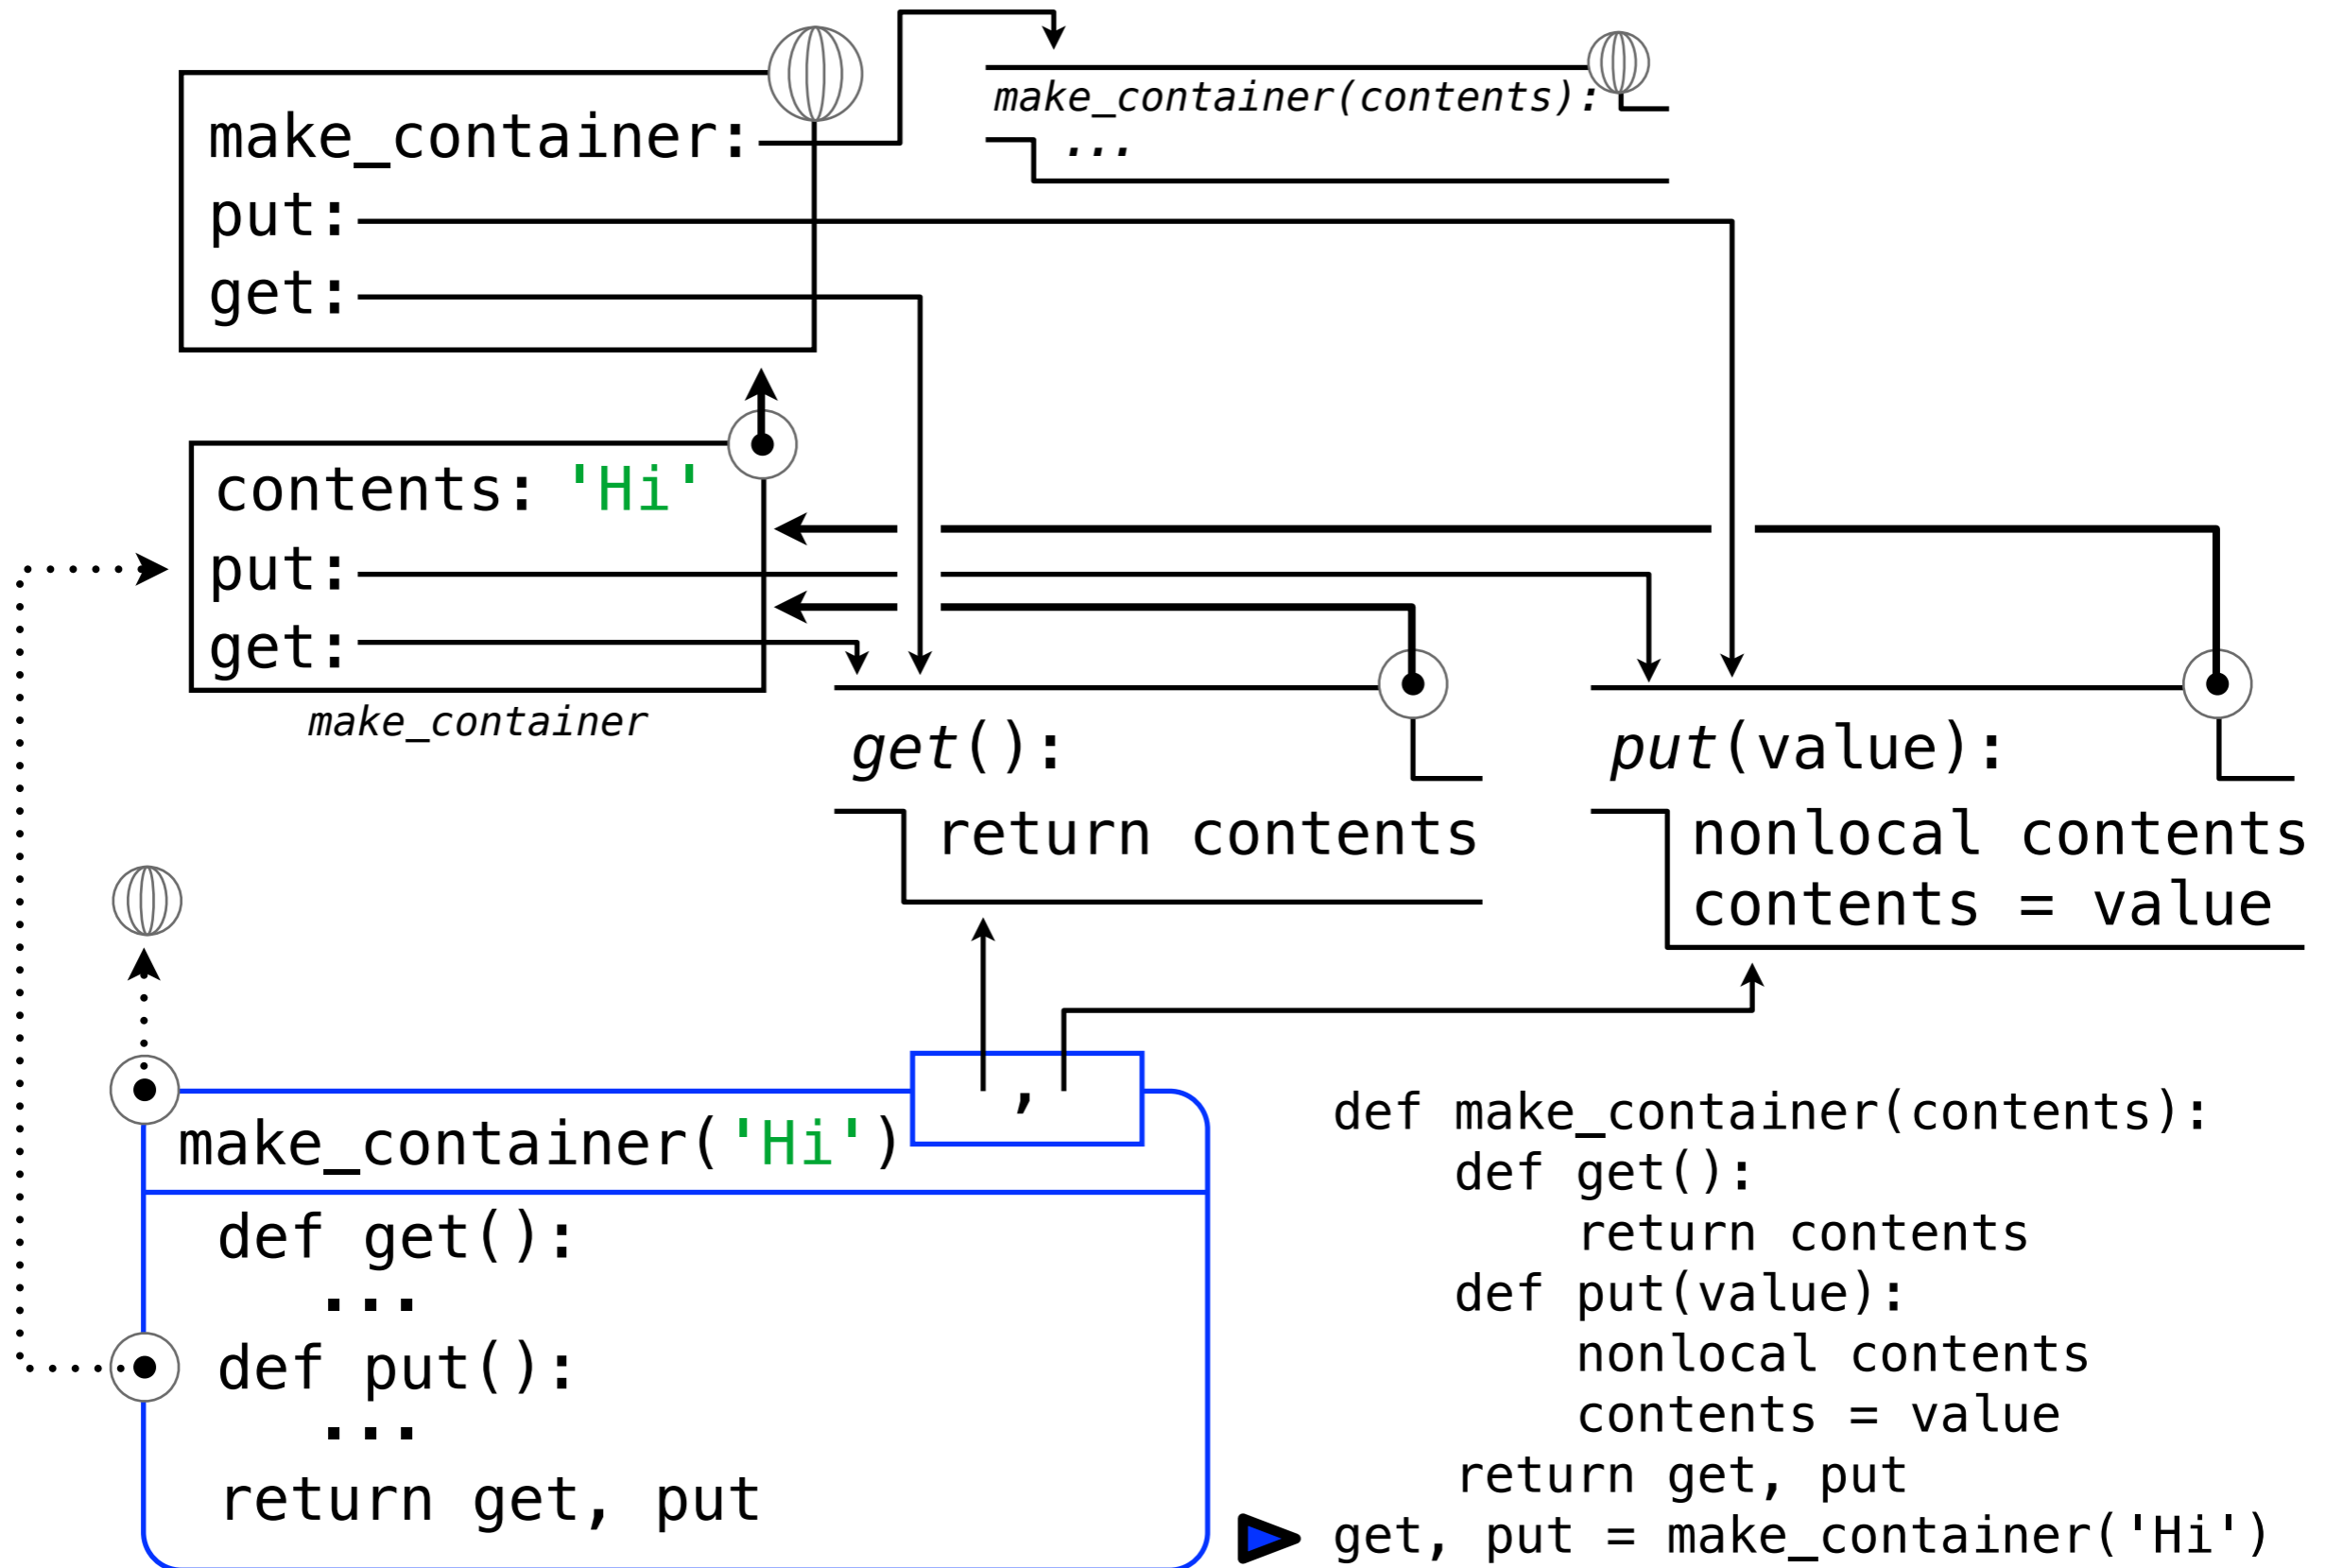 make_container:
put:
get:
make_container(contents):
...
contents: 'Hi'
put:
get:
make_container
get():
return contents
put(value):
nonlocal contents
contents = value
,
make_container('Hi')
def get():
...
def put():
...
return get, put
def make_container(contents):
def get():
return contents
def put(value):
nonlocal contents
contents = value
return get, put
get, put = make_container('Hi')